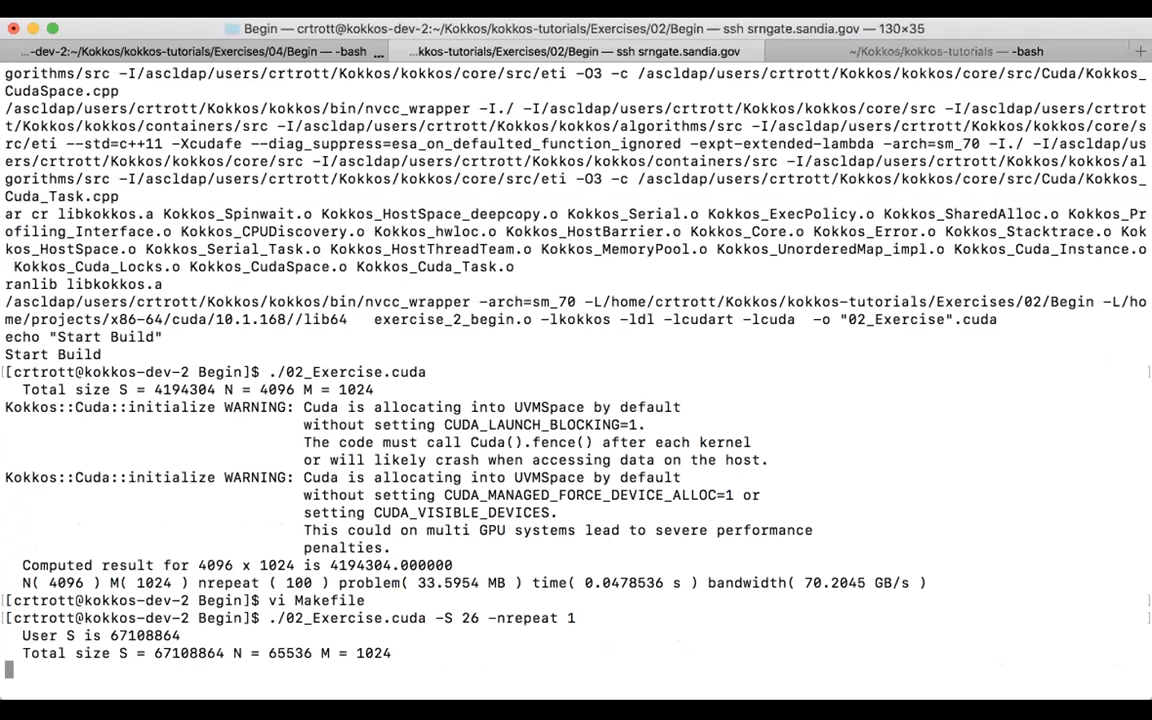 Begin — crtrott@kokkos-dev-2:~/Kokkos/kokkos-tutorials/Exercises/02/Begin — ssh srngate.sandia.gov — 130×35
...-dev-2:~/Kokkos/kokkos-tutorials/Exercises/04/Begin — -bash ... ...kkos-tutorials/Exercises/02/Begin — ssh srngate.sandia.gov ~/Kokkos/kokkos-tutorials — -bash +
gorithms/src -I/ascldap/users/crtrott/Kokkos/kokkos/core/src/eti -O3 -c /ascldap/users/crtrott/Kokkos/kokkos/core/src/Cuda/Kokkos_
CudaSpace.cpp
/ascldap/users/crtrott/Kokkos/kokkos/bin/nvcc_wrapper -I./ -I/ascldap/users/crtrott/Kokkos/kokkos/core/src -I/ascldap/users/crtrot
t/Kokkos/kokkos/containers/src -I/ascldap/users/crtrott/Kokkos/kokkos/algorithms/src -I/ascldap/users/crtrott/Kokkos/kokkos/core/s
rc/eti --std=c++11 -Xcudafe --diag_suppress=esa_on_defaulted_function_ignored -expt-extended-lambda -arch=sm_70 -I./ -I/ascldap/us
ers/crtrott/Kokkos/kokkos/core/src -I/ascldap/users/crtrott/Kokkos/kokkos/containers/src -I/ascldap/users/crtrott/Kokkos/kokkos/al
gorithms/src -I/ascldap/users/crtrott/Kokkos/kokkos/core/src/eti -O3 -c /ascldap/users/crtrott/Kokkos/kokkos/core/src/Cuda/Kokkos_
Cuda_Task.cpp
ar cr libkokkos.a Kokkos_Spinwait.o Kokkos_HostSpace_deepcopy.o Kokkos_Serial.o Kokkos_ExecPolicy.o Kokkos_SharedAlloc.o Kokkos_Pr
ofiling_Interface.o Kokkos_CPUDiscovery.o Kokkos_hwloc.o Kokkos_HostBarrier.o Kokkos_Core.o Kokkos_Error.o Kokkos_Stacktrace.o Kok
kos_HostSpace.o Kokkos_Serial_Task.o Kokkos_HostThreadTeam.o Kokkos_MemoryPool.o Kokkos_UnorderedMap_impl.o Kokkos_Cuda_Instance.o
Kokkos_Cuda_Locks.o Kokkos_CudaSpace.o Kokkos_Cuda_Task.o
ranlib libkokkos.a
/ascldap/users/crtrott/Kokkos/kokkos/bin/nvcc_wrapper -arch=sm_70 -L/home/crtrott/Kokkos/kokkos-tutorials/Exercises/02/Begin -L/ho
me/projects/x86-64/cuda/10.1.168//lib64   exercise_2_begin.o -lkokkos -ldl -lcudart -lcuda  -o "02_Exercise".cuda
echo "Start Build"
Start Build
[crtrott@kokkos-dev-2 Begin]$ ./02_Exercise.cuda
Total size S = 4194304 N = 4096 M = 1024
Kokkos::Cuda::initialize WARNING: Cuda is allocating into UVMSpace by default
without setting CUDA_LAUNCH_BLOCKING=1.
The code must call Cuda().fence() after each kernel
or will likely crash when accessing data on the host.
Kokkos::Cuda::initialize WARNING: Cuda is allocating into UVMSpace by default
without setting CUDA_MANAGED_FORCE_DEVICE_ALLOC=1 or
setting CUDA_VISIBLE_DEVICES.
This could on multi GPU systems lead to severe performance
penalties.
Computed result for 4096 x 1024 is 4194304.000000
N( 4096 ) M( 1024 ) nrepeat ( 100 ) problem( 33.5954 MB ) time( 0.0478536 s ) bandwidth( 70.2045 GB/s )
[crtrott@kokkos-dev-2 Begin]$ vi Makefile
[crtrott@kokkos-dev-2 Begin]$ ./02_Exercise.cuda -S 26 -nrepeat 1
User S is 67108864
Total size S = 67108864 N = 65536 M = 1024